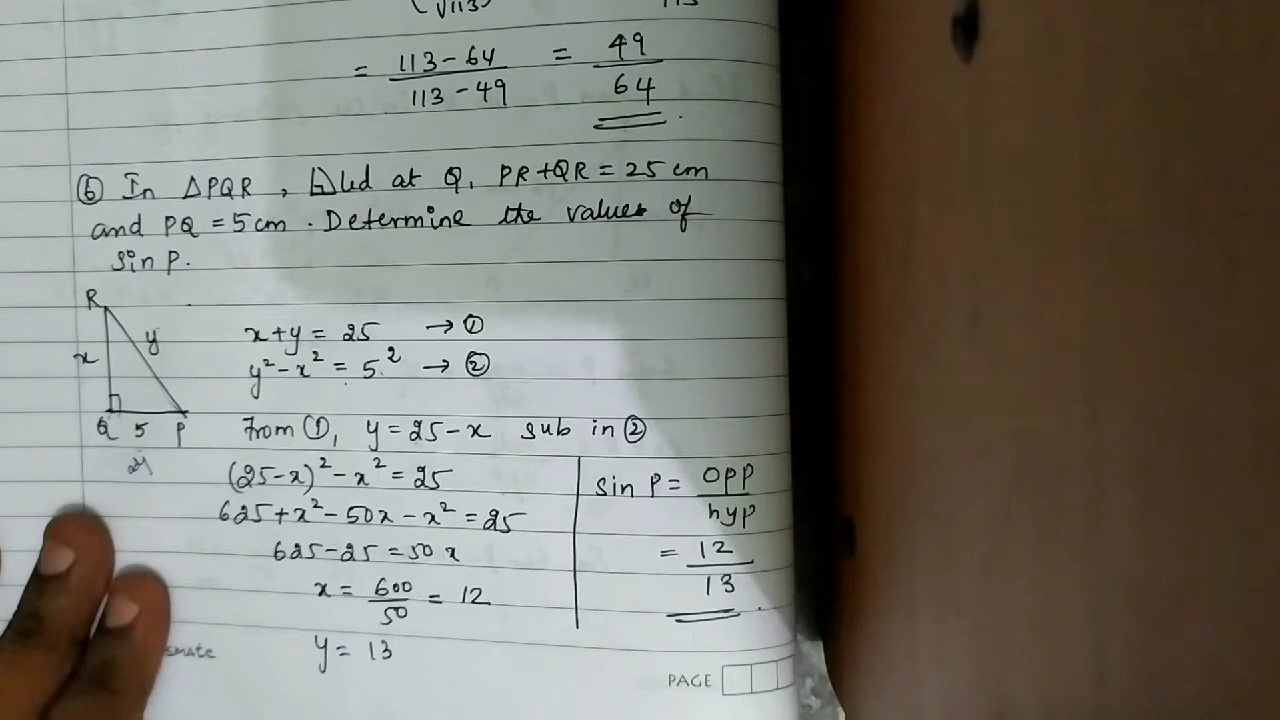 = 113-64 / 113-49 = 49 / 64
⑥ In △PQR, ⊾led at Q, PR+QR = 25 cm
and PQ = 5 cm. Determine the values of
sin P.
R
x y
Q 5 P
x+y = 25 → ①
y² - x² = 5² → ②
From ①, y = 25-x sub in ②
(25-x)² - x² = 25
625 + x² - 50x - x² = 25
625-25 = 50x
x = 600 / 50 = 12
y = 13
sin P = opp / hyp
= 12 / 13
PAGE